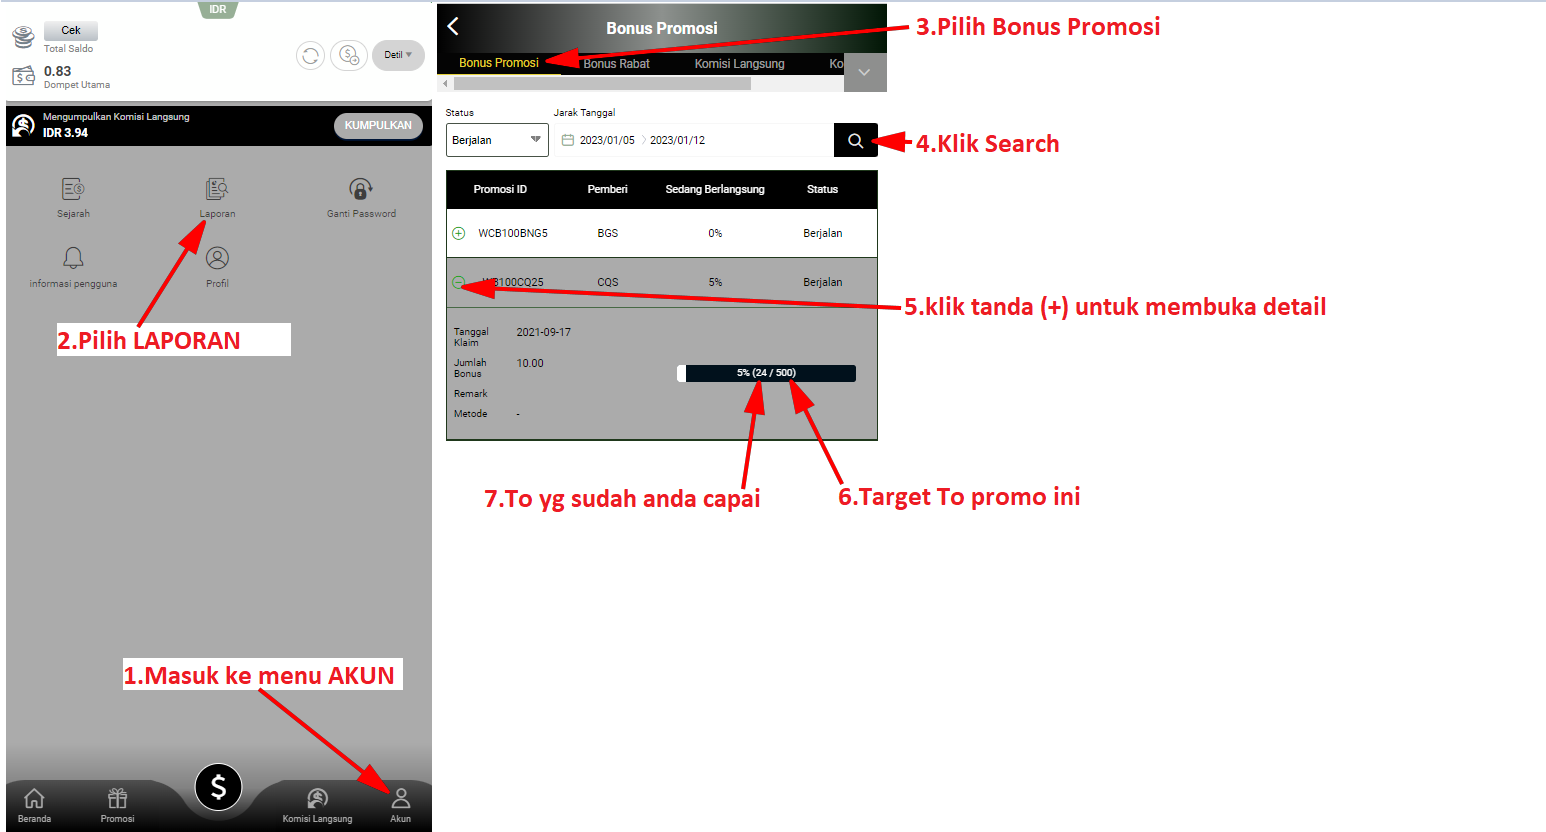 IDR
Cek
Total Saldo
0.83
Dompet Utama
Detil
Mengumpulkan Komisi Langsung
IDR 3.94
KUMPULKAN
Sejarah
Laporan
Ganti Password
informasi pengguna
Profil
2.Pilih LAPORAN
1.Masuk ke menu AKUN
Beranda
Promosi
$
Komisi Langsung
Akun
Bonus Promosi
3.Pilih Bonus Promosi
Bonus Promosi
Bonus Rabat
Komisi Langsung
Ko
Status
Jarak Tanggal
Berjalan
2023/01/05
2023/01/12
4.Klik Search
Promosi ID
Pemberi
Sedang Berlangsung
Status
WCB100BNG5
BGS
0%
Berjalan
100CQ25
CQS
5%
Berjalan
5.klik tanda (+) untuk membuka detail
Tanggal
Klaim
2021-09-17
Jumlah
Bonus
10.00
5% (24 / 500)
Remark
Metode
-
7.To yg sudah anda capai
6.Target To promo ini